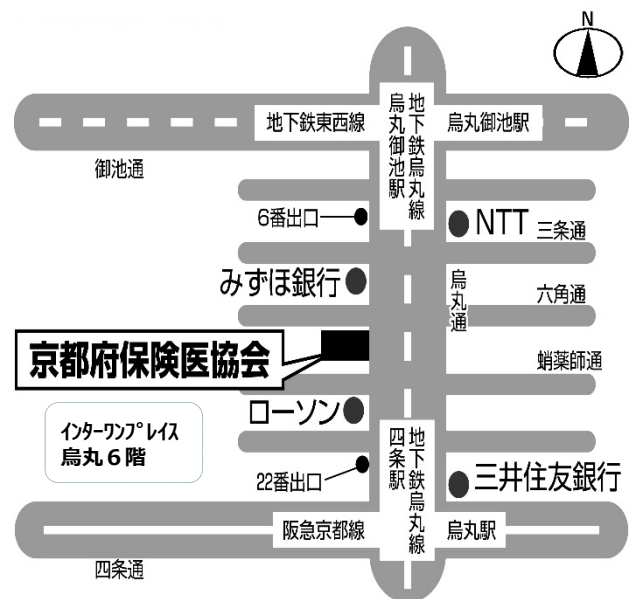 N
地下鉄東西線
地下鉄烏丸線
烏丸御池駅
烏丸御池駅
御池通
6番出口
NTT
三条通
みずほ銀行
烏丸通
六角通
京都府保険医協会
蛸薬師通
ローソン
インターワンプレイス
烏丸6階
地下鉄烏丸線
四条駅
22番出口
三井住友銀行
阪急京都線
烏丸駅
四条通